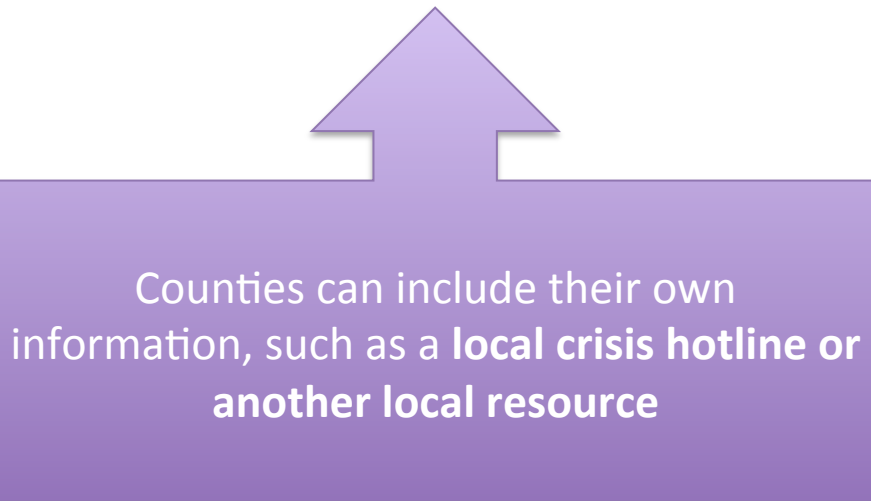 Counties can include their own
information, such as a local crisis hotline or
another local resource